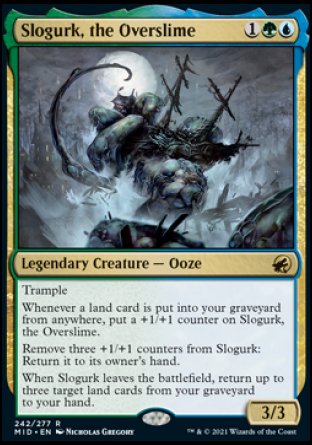 Slogurk, the Overslime 1
Legendary Creature — Ooze
Trample
Whenever a land card is put into your graveyard
from anywhere, put a +1/+1 counter on Slogurk,
the Overslime.
Remove three +1/+1 counters from Slogurk:
Return it to its owner's hand.
When Slogurk leaves the battlefield, return up to
three target land cards from your graveyard
to your hand.
3/3
242/277 R
MID • EN NICHOLAS GREGORY
™ & © 2021 Wizards of the Coast